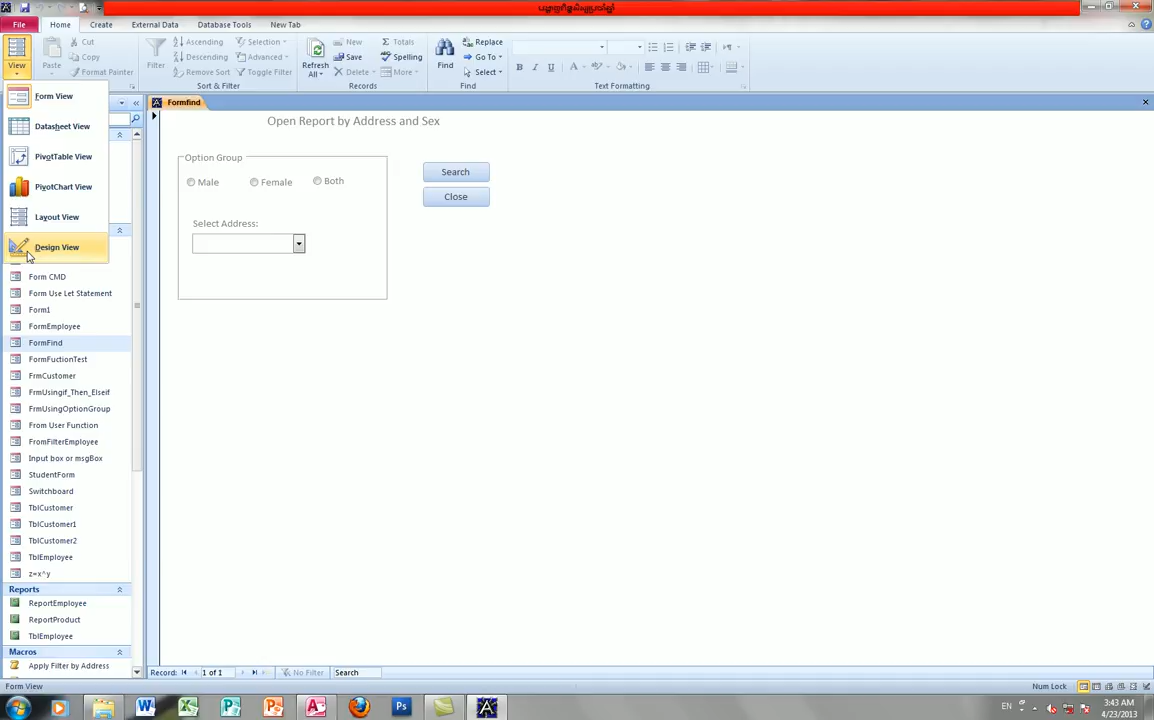 File Home Create External Data Database Tools New Tab
View Paste Cut Copy Format Painter
Filter Ascending Descending Remove Sort Selection Advanced Toggle Filter
Sort & Filter
Refresh All New Save Delete Totals Spelling More
Records
Find Replace Go To Select
Find
Text Formatting
Form View
Datasheet View
PivotTable View
PivotChart View
Layout View
Design View
Form CMD
Form Use Let Statement
Form1
FormEmployee
FormFind
FormFuctionTest
FrmCustomer
FrmUsingif_Then_Elseif
FrmUsingOptionGroup
From User Function
FromFilterEmployee
Input box or msgBox
StudentForm
Switchboard
TblCustomer
TblCustomer1
TblCustomer2
TblEmployee
z=x^y
Reports
ReportEmployee
ReportProduct
TblEmployee
Macros
Apply Filter by Address
Formfind
Open Report by Address and Sex
Option Group
Male Female Both
Select Address:
Search
Close
Record: 1 of 1 No Filter Search
Form View Num Lock
EN 3:43 AM
4/23/2013